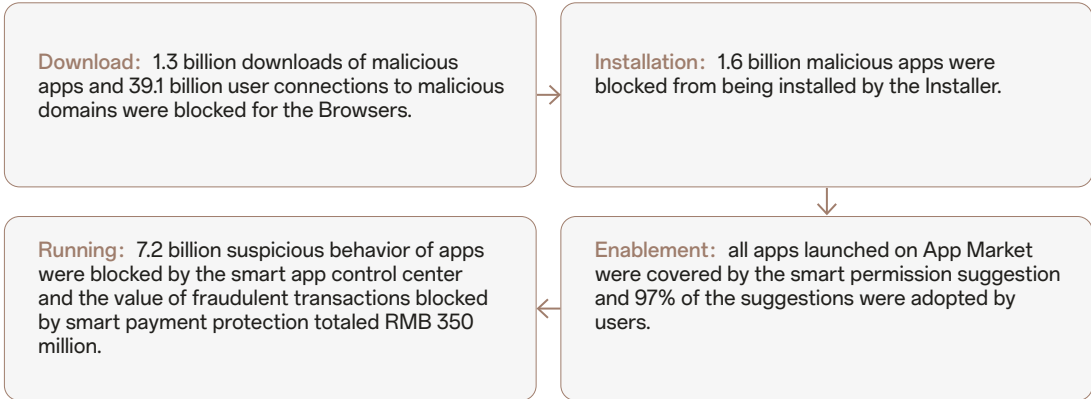 Download: 1.3 billion downloads of malicious
apps and 39.1 billion user connections to malicious
domains were blocked for the Browsers.
Installation: 1.6 billion malicious apps were
blocked from being installed by the Installer.
Enablement: all apps launched on App Market
were covered by the smart permission suggestion
and 97% of the suggestions were adopted by
users.
Running: 7.2 billion suspicious behavior of apps
were blocked by the smart app control center
and the value of fraudulent transactions blocked
by smart payment protection totaled RMB 350
million.